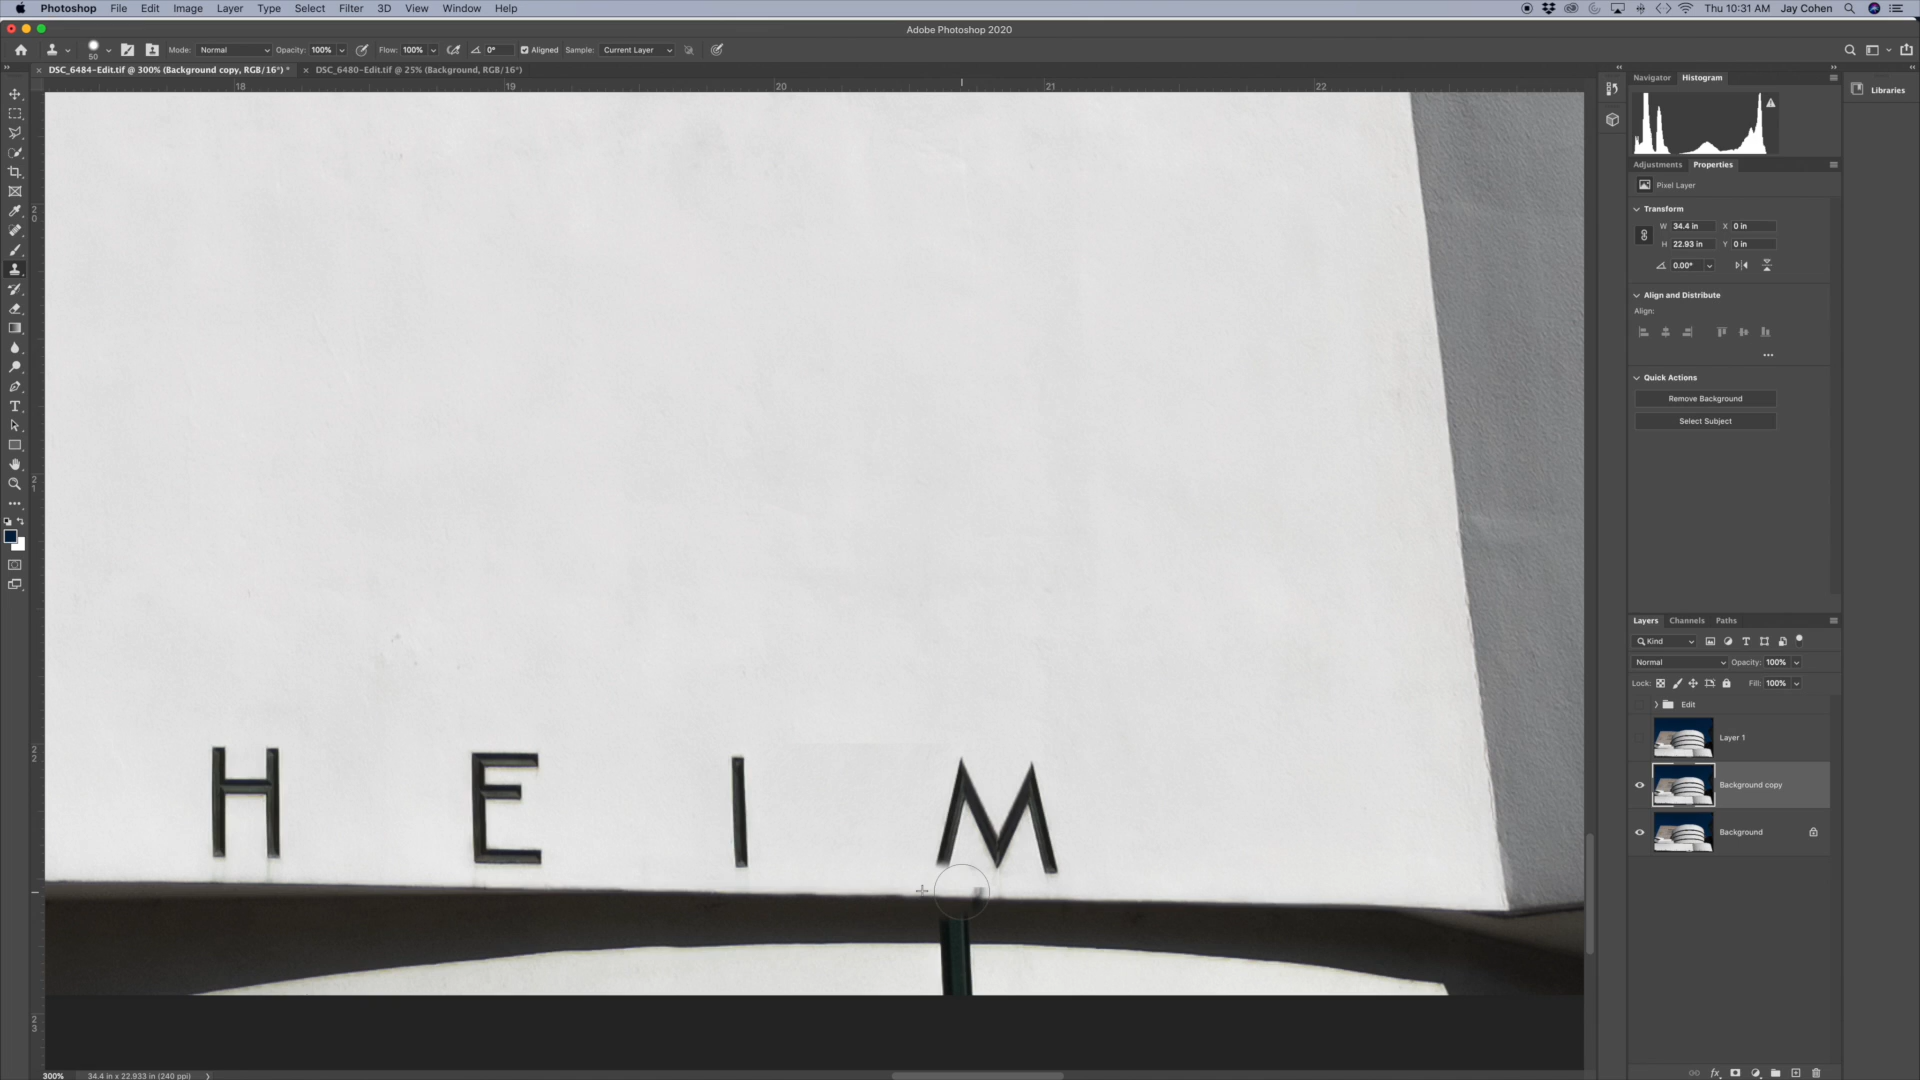 Photoshop File Edit Image Layer Type Select Filter 3D View Window Help Thu 10:31 AM Jay Cohen
Adobe Photoshop 2020
50 Mode: Normal Opacity: 100% Flow: 100% 0° Aligned Sample: Current Layer
× DSC_6484-Edit.tif @ 300% (Background copy, RGB/16*) * × DSC_6480-Edit.tif @ 25% (Background, RGB/16*)
18 19 20 21 22
Navigator Histogram
Libraries
Adjustments Properties
Pixel Layer
Transform
W 34.4 in X 0 in
H 22.93 in Y 0 in
0.00°
Align and Distribute
Align:
Quick Actions
Remove Background
Select Subject
20
21
22
23
H E I M
Layers Channels Paths
Kind
Normal Opacity: 100%
Lock: Fill: 100%
Edit
Layer 1
Background copy
Background
300% 34.4 in x 22.933 in (240 ppi)